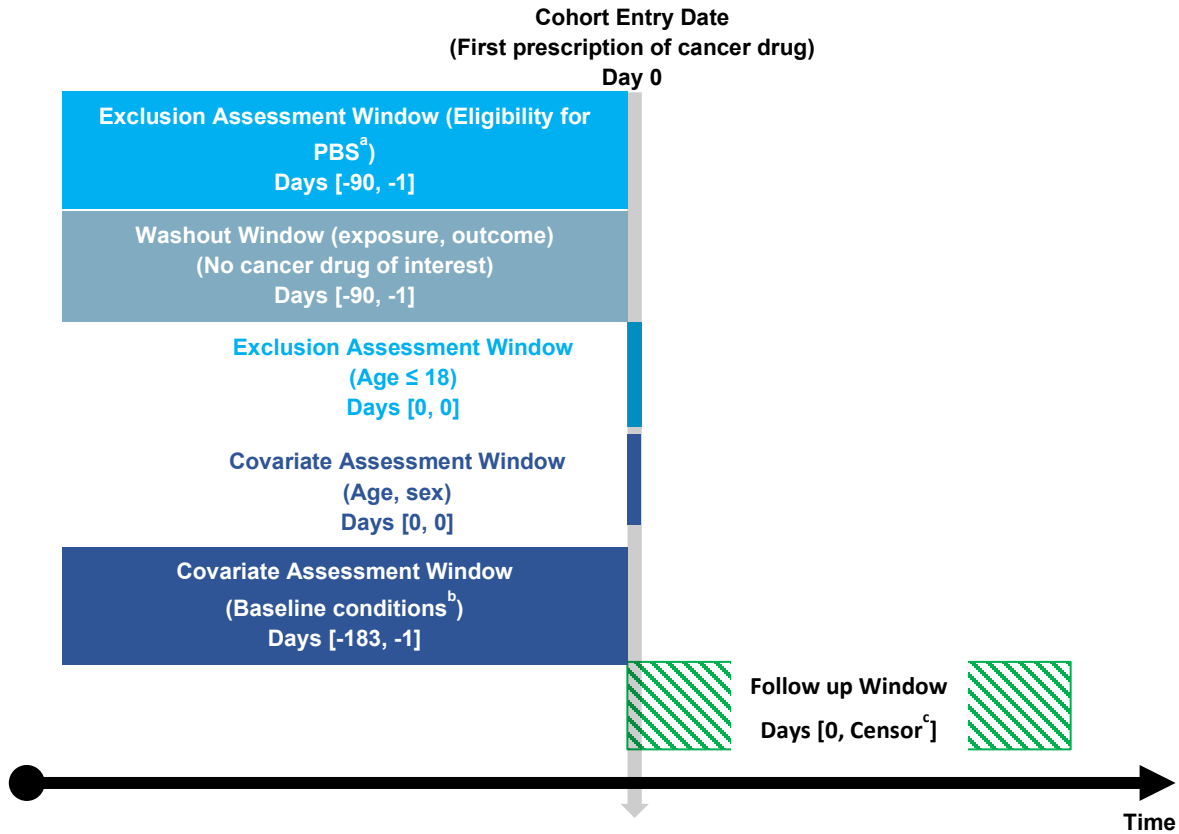 Cohort Entry Date
(First prescription of cancer drug)
Day 0
Exclusion Assessment Window (Eligibility for
PBSᵃ)
Days [-90, -1]
Washout Window (exposure, outcome)
(No cancer drug of interest)
Days [-90, -1]
Exclusion Assessment Window
(Age ≤ 18)
Days [0, 0]
Covariate Assessment Window
(Age, sex)
Days [0, 0]
Covariate Assessment Window
(Baseline conditionsᵇ)
Days [-183, -1]
Follow up Window
Days [0, Censorᶜ]
Time